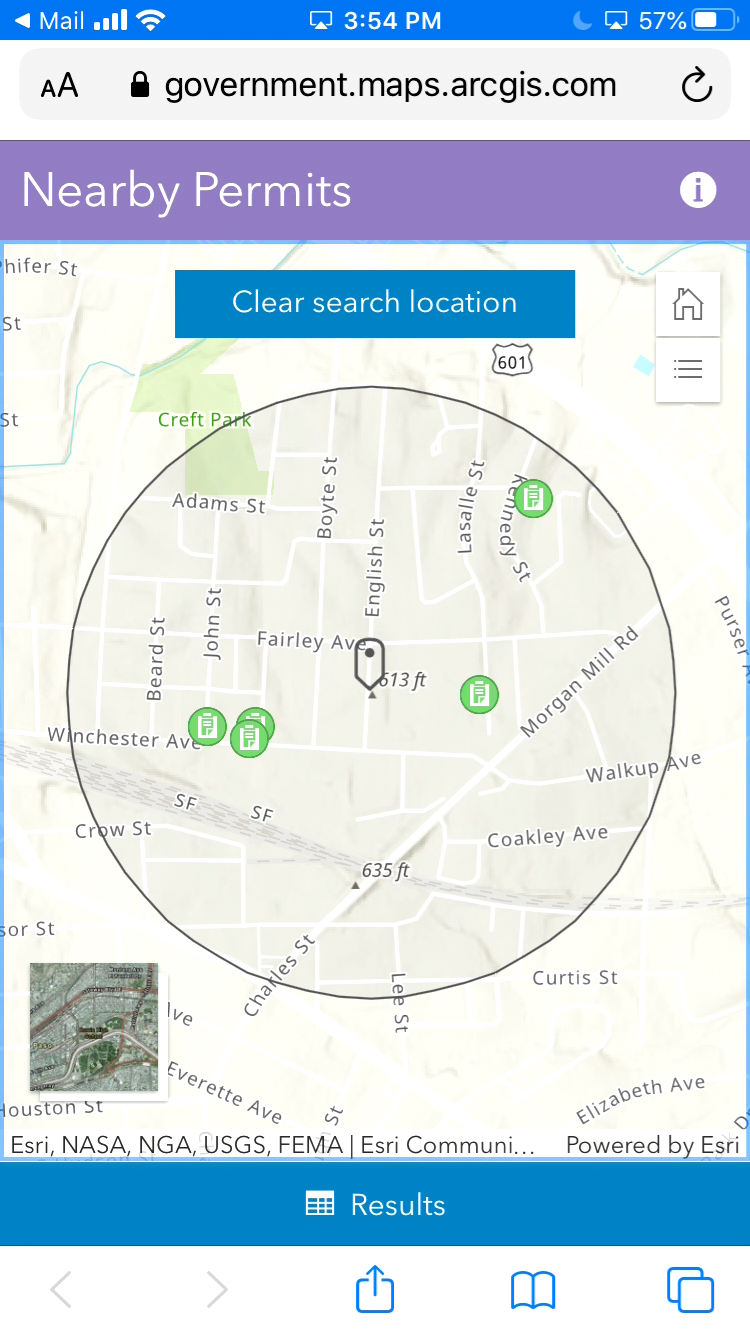 Mail
3:54 PM
57%
AA
government.maps.arcgis.com
Nearby Permits
i
Phifer St
Clear search location
St
601
St
Creft Park
Adams St
Boyte St
Lasalle St
Kennedy St
English St
John St
Beard St
Fairley Ave
Morgan Mill Rd
613 ft
Winchester Ave
Walkup Ave
SF
SF
Crow St
Coakley Ave
635 ft
sor St
Charles St
Lee St
Curtis St
Ave
Everette Ave
Elizabeth Ave
Houston St
St
Esri, NASA, NGA, USGS, FEMA | Esri Communi...
Powered by Esri
Results